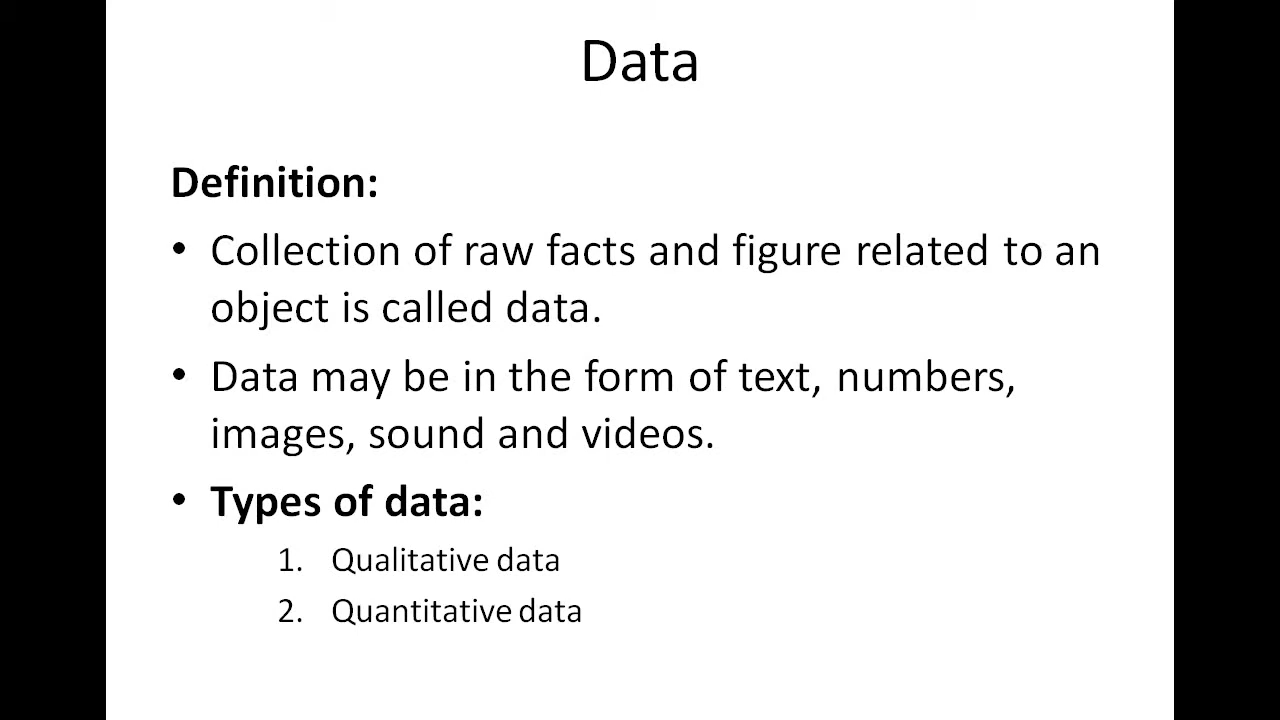 Data
Definition:
• Collection of raw facts and figure related to an
object is called data.
• Data may be in the form of text, numbers,
images, sound and videos.
• Types of data:
1. Qualitative data
2. Quantitative data